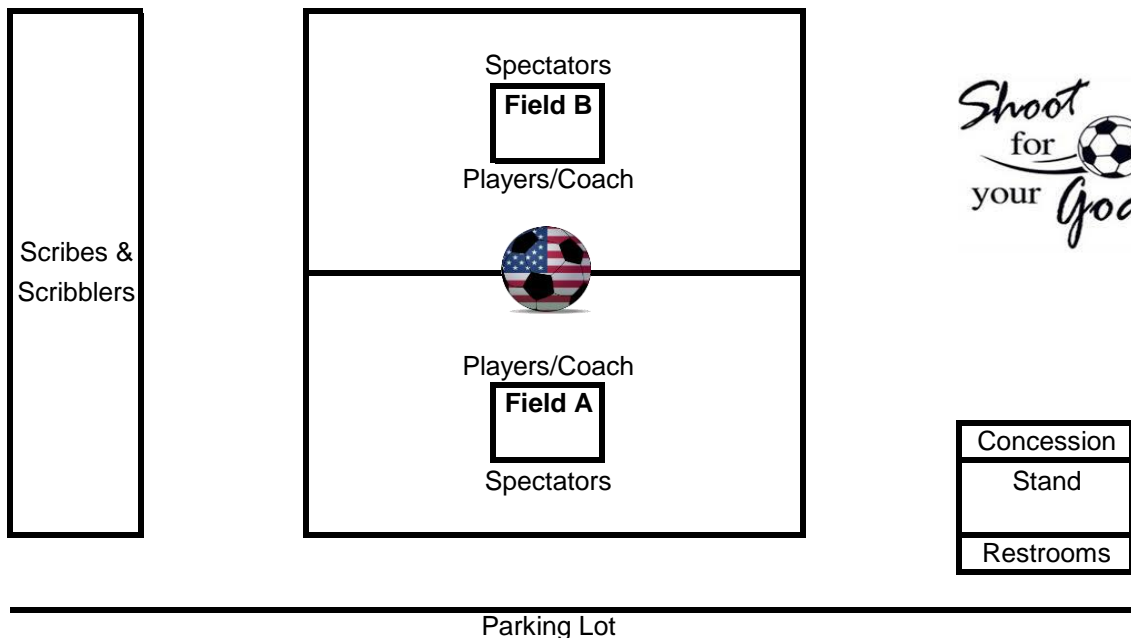 Spectators
Field B
Players/Coach
Scribes &
Scribblers
Players/Coach
Field A
Spectators
Shoot
for
your
Concession
Stand
Restrooms
Parking Lot